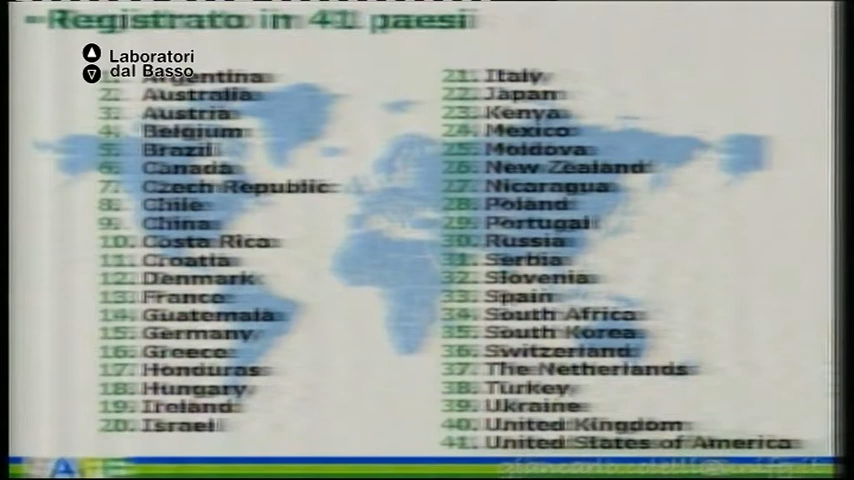 -Registrato in 41 paesi
Laboratori
dal Basso
1. Argentina
2. Australia
3. Austria
4. Belgium
5. Brazil
6. Canada
7. Czech Republic
8. Chile
9. China
10. Costa Rica
11. Croatia
12. Denmark
13. France
14. Guatemala
15. Germany
16. Greece
17. Honduras
18. Hungary
19. Ireland
20. Israel
21. Italy
22. Japan
23. Kenya
24. Mexico
25. Moldova
26. New Zealand
27. Nicaragua
28. Poland
29. Portugal
30. Russia
31. Serbia
32. Slovenia
33. Spain
34. South Africa
35. South Korea
36. Switzerland
37. The Netherlands
38. Turkey
39. Ukraine
40. United Kingdom
41. United States of America